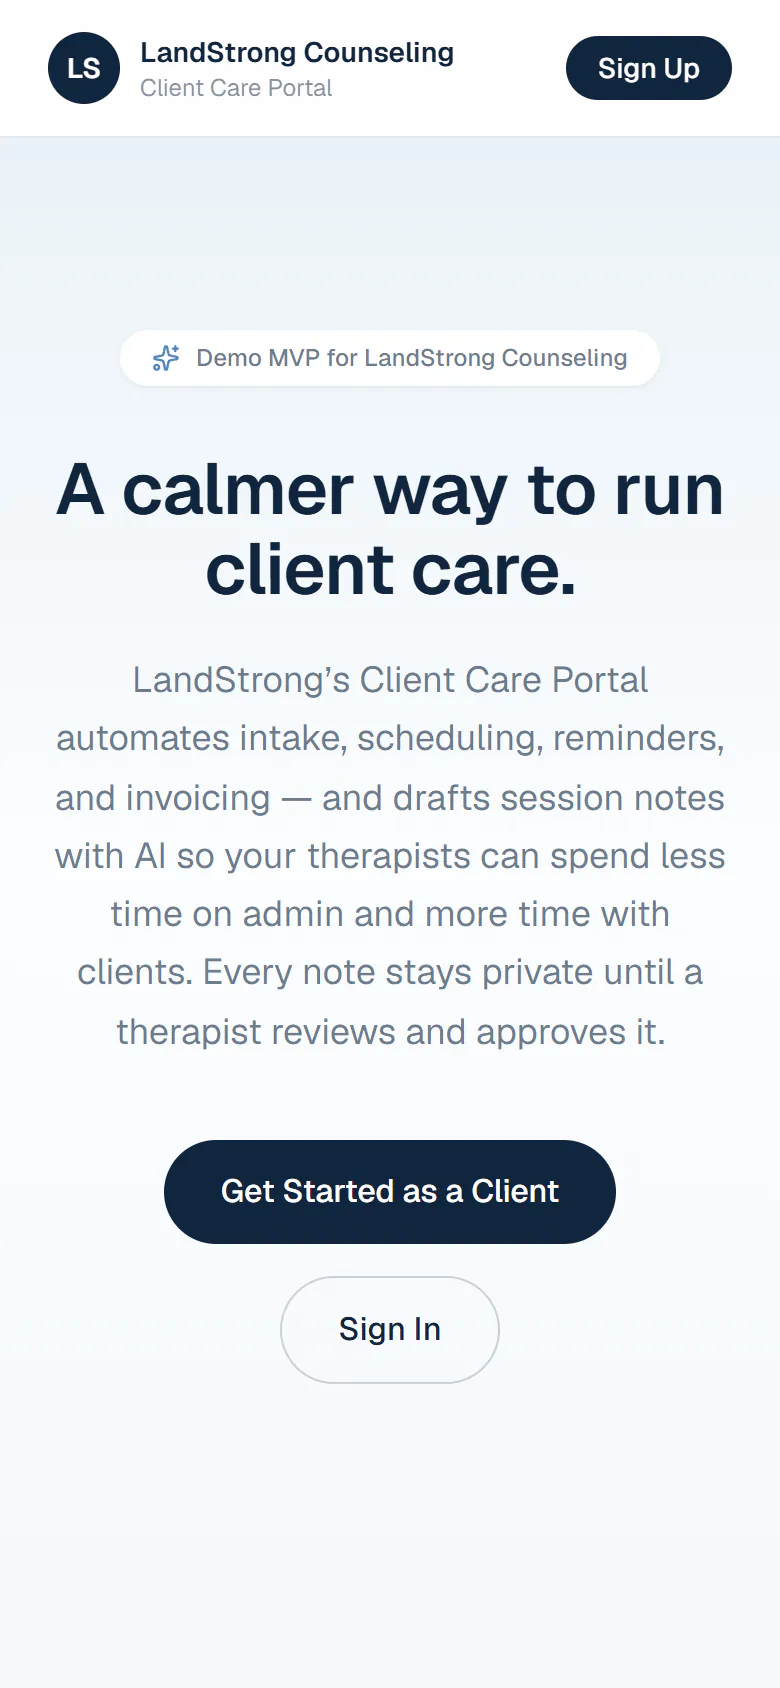 LS
LandStrong Counseling
Client Care Portal
Sign Up
Demo MVP for LandStrong Counseling
A calmer way to run
client care.
LandStrong’s Client Care Portal
automates intake, scheduling, reminders,
and invoicing — and drafts session notes
with AI so your therapists can spend less
time on admin and more time with
clients. Every note stays private until a
therapist reviews and approves it.
Get Started as a Client
Sign In